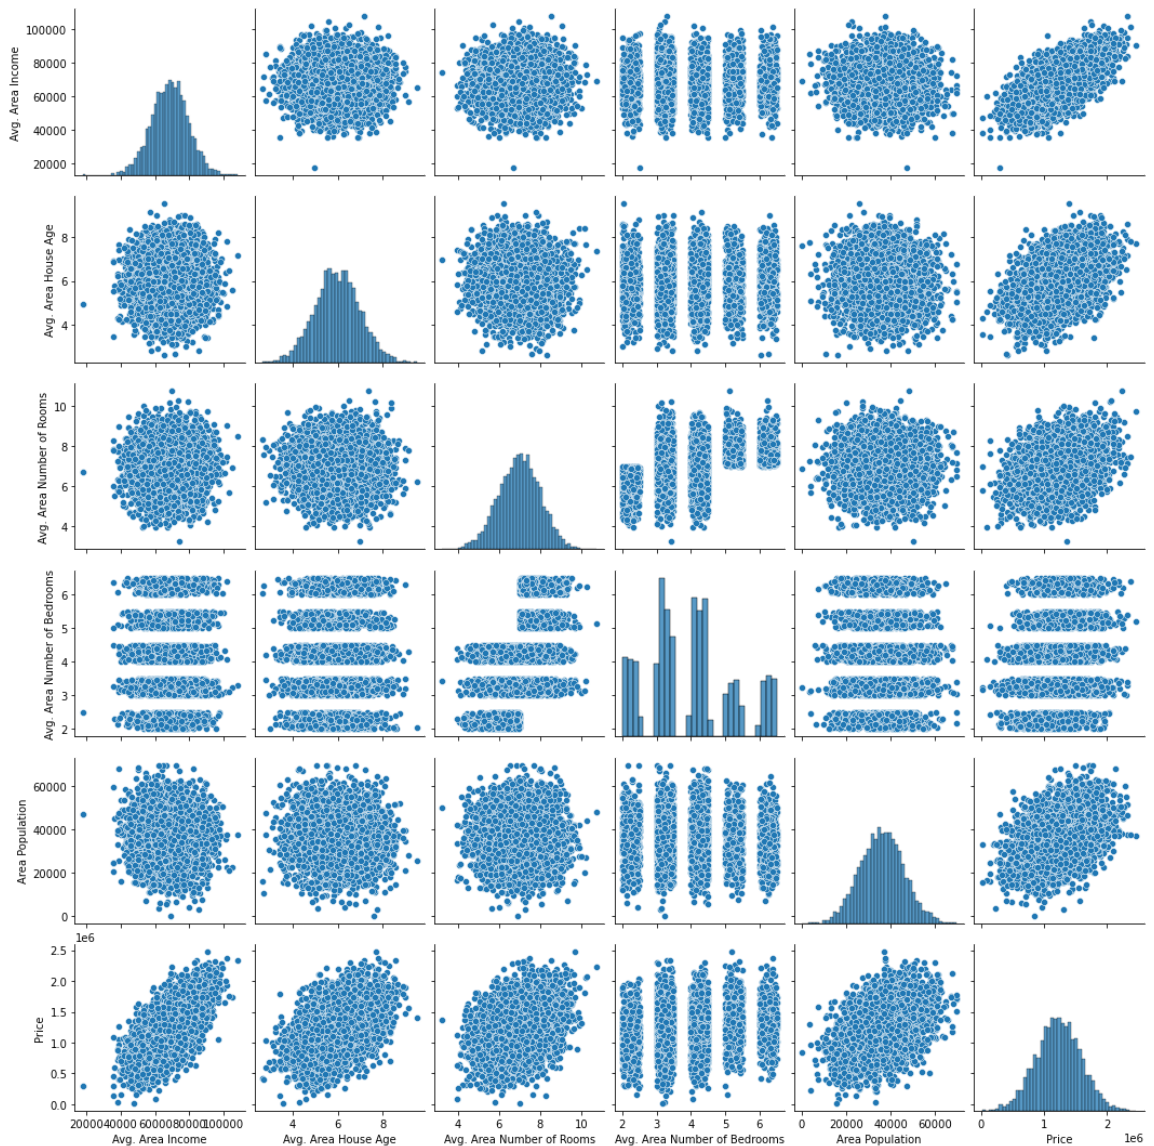 100000
80000
60000
40000
20000
Avg. Area Income
8
6
4
Avg. Area House Age
10
8
6
4
Avg. Area Number of Rooms
6
5
4
3
2
Avg. Area Number of Bedrooms
60000
40000
20000
0
Area Population
1e6
2.5
2.0
1.5
1.0
0.5
0.0
Price
20000 40000 60000 80000 100000
Avg. Area Income
4 6 8
Avg. Area House Age
4 6 8 10
Avg. Area Number of Rooms
2 3 4 5 6
Avg. Area Number of Bedrooms
0 20000 40000 60000
Area Population
0 1 2
Price
1e6